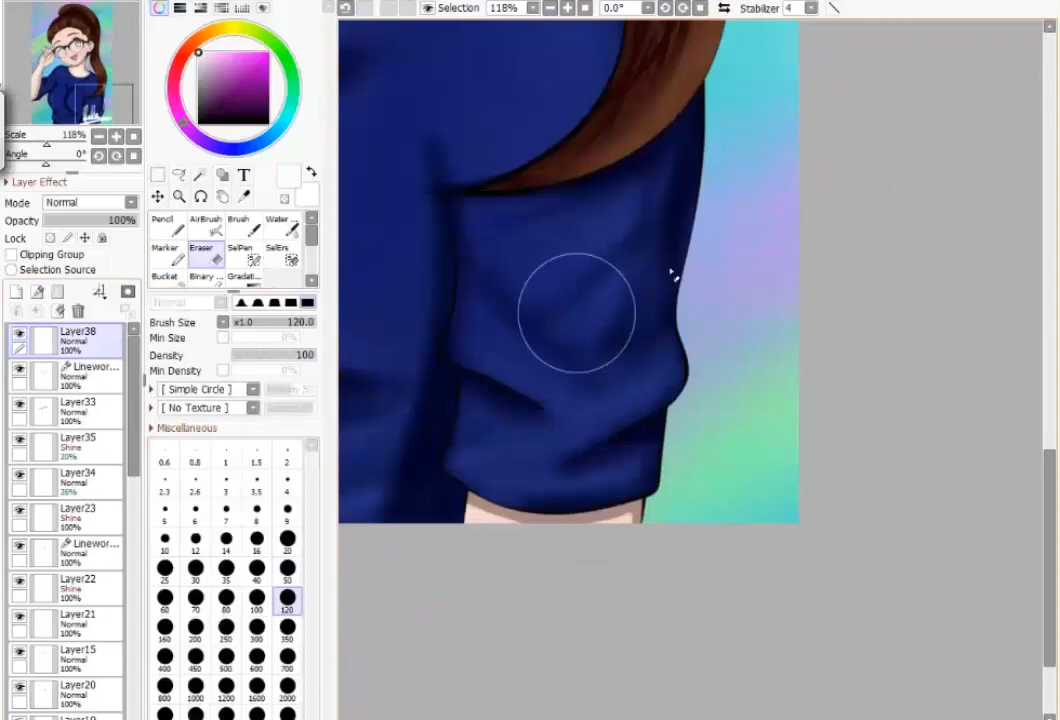 Selection 118% 0.0° Stabilizer 4
Scale 118%
Angle 0°
Layer Effect
Mode Normal
Opacity 100%
Lock
Clipping Group
Selection Source
Layer38
Normal
100%
Linewor...
Normal
100%
Layer33
Normal
100%
Layer35
Shine
20%
Layer34
Normal
26%
Layer23
Shine
100%
Linewor...
Normal
100%
Layer22
Shine
100%
Layer21
Normal
100%
Layer15
Normal
100%
Layer20
Normal
100%
T
Pencil AirBrush Brush Water ...
Marker Eraser SelPen SelErs
Bucket Binary ... Gradati...
Normal
Brush Size x1.0 120.0
Min Size 0%
Density 100
Min Density 0%
[ Simple Circle ]
[ No Texture ]
Miscellaneous
0.6 0.8 1 1.5 2
2.3 2.6 3 3.5 4
5 6 7 8 9
10 12 14 16 20
25 30 35 40 50
60 70 80 100 120
160 200 250 300 350
400 450 500 600 700
800 1000 1200 1600 2000